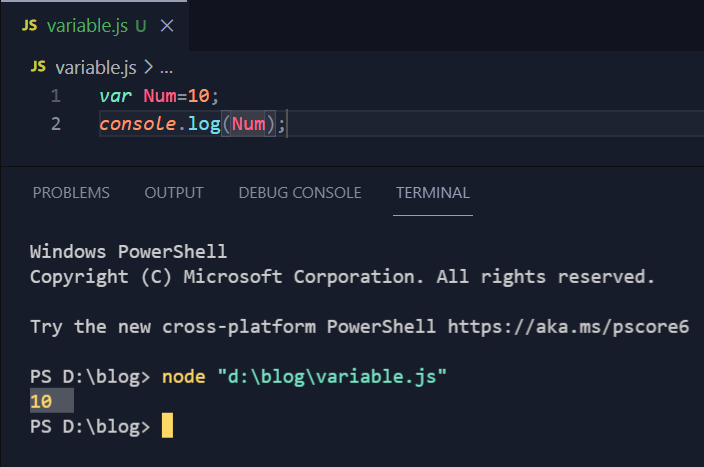 JS variable.js U ×
JS variable.js > ...
1 var Num=10;
2 console.log(Num);
PROBLEMS OUTPUT DEBUG CONSOLE TERMINAL
Windows PowerShell
Copyright (C) Microsoft Corporation. All rights reserved.
Try the new cross-platform PowerShell https://aka.ms/pscore6
PS D:\blog> node "d:\blog\variable.js"
10
PS D:\blog>